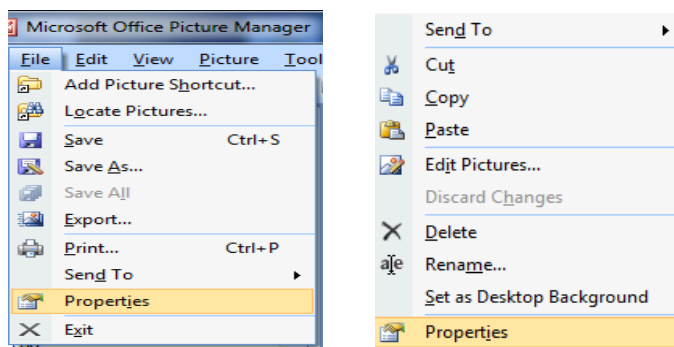 Microsoft Office Picture Manager
File Edit View Picture Tool
Add Picture Shortcut...
Locate Pictures...
Save Ctrl+S
Save As...
Save All
Export...
Print... Ctrl+P
Send To
Properties
Exit
Send To
Cut
Copy
Paste
Edit Pictures...
Discard Changes
Delete
Rename...
Set as Desktop Background
Properties